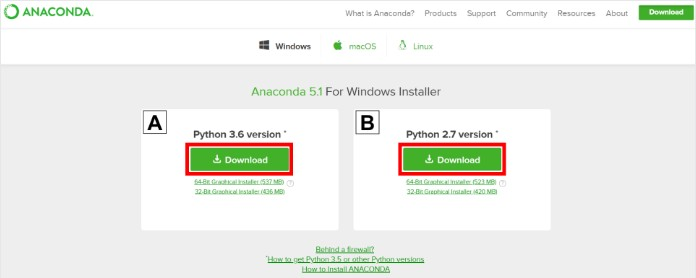 ANACONDA.
What is Anaconda? Products Support Community Resources About Download
Windows macOS Linux
Anaconda 5.1 For Windows Installer
A
Python 3.6 version *
Download
64-Bit Graphical Installer (537 MB) ?
32-Bit Graphical Installer (436 MB)
B
Python 2.7 version *
Download
64-Bit Graphical Installer (523 MB) ?
32-Bit Graphical Installer (420 MB)
Behind a firewall?
*How to get Python 3.5 or other Python versions
How to Install ANACONDA